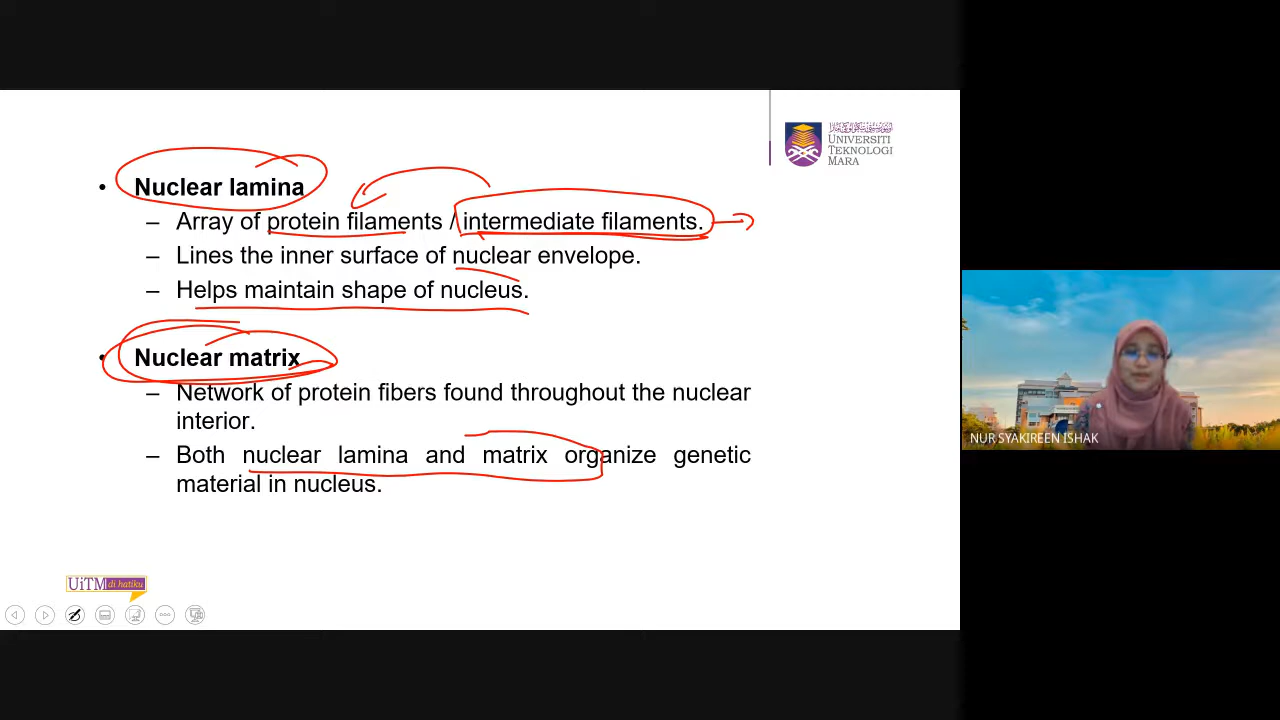 UNIVERSITI
TEKNOLOGI
MARA
• Nuclear lamina
– Array of protein filaments / intermediate filaments.
– Lines the inner surface of nuclear envelope.
– Helps maintain shape of nucleus.
• Nuclear matrix
– Network of protein fibers found throughout the nuclear
interior.
– Both nuclear lamina and matrix organize genetic
material in nucleus.
NUR SYAKIREEN ISHAK
UiTM di hatiku